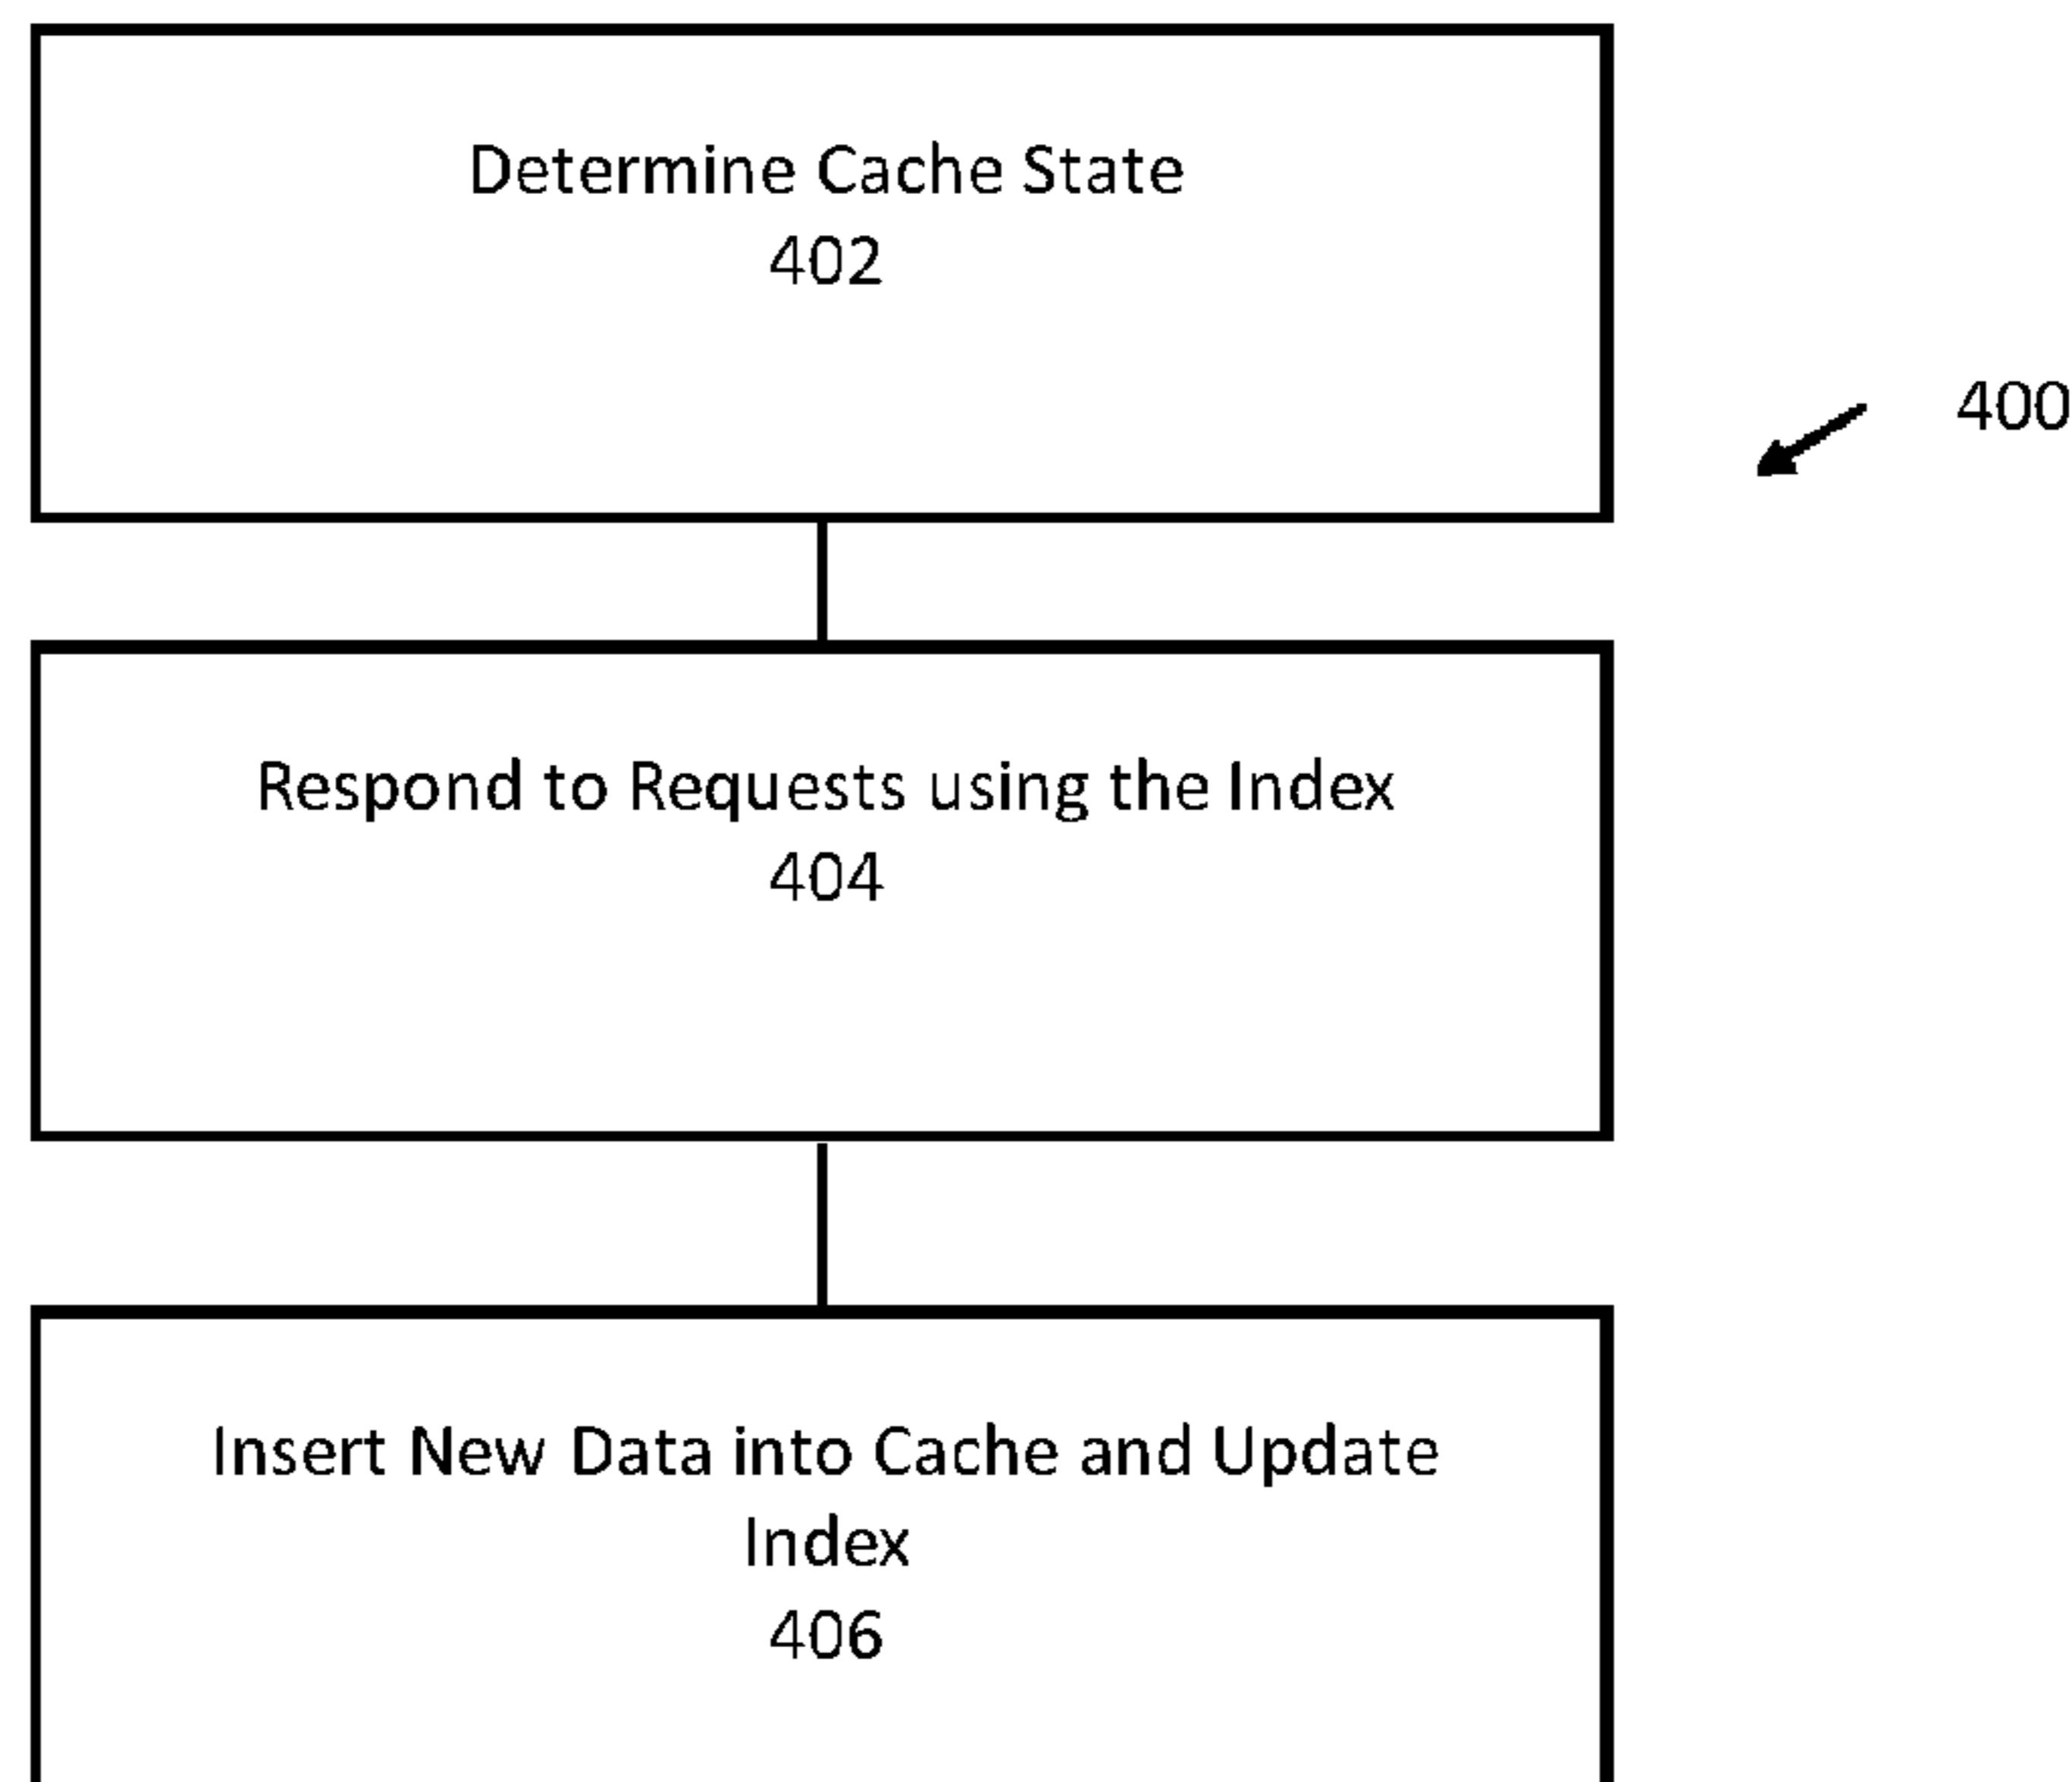 Determine Cache State
402
400
Respond to Requests using the Index
404
Insert New Data into Cache and Update
Index
406